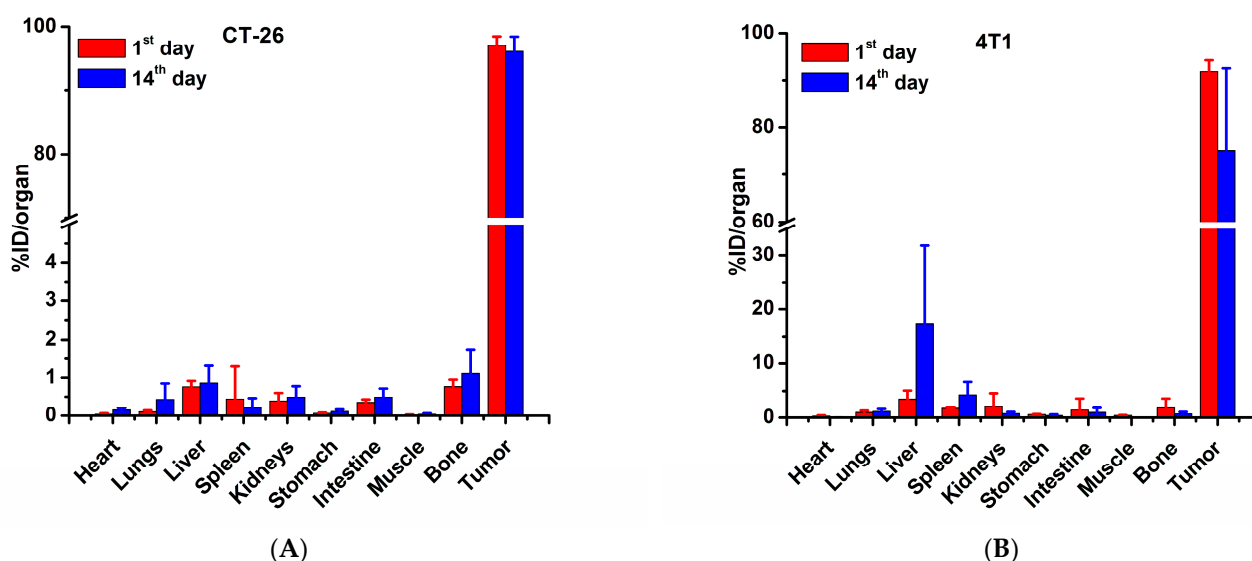 CT-26
1st day
14th day
%ID/organ
100
80
4
3
2
1
0
Heart
Lungs
Liver
Spleen
Kidneys
Stomach
Intestine
Muscle
Bone
Tumor
(A)
4T1
1st day
14th day
%ID/organ
100
80
60
30
20
10
0
Heart
Lungs
Liver
Spleen
Kidneys
Stomach
Intestine
Muscle
Bone
Tumor
(B)